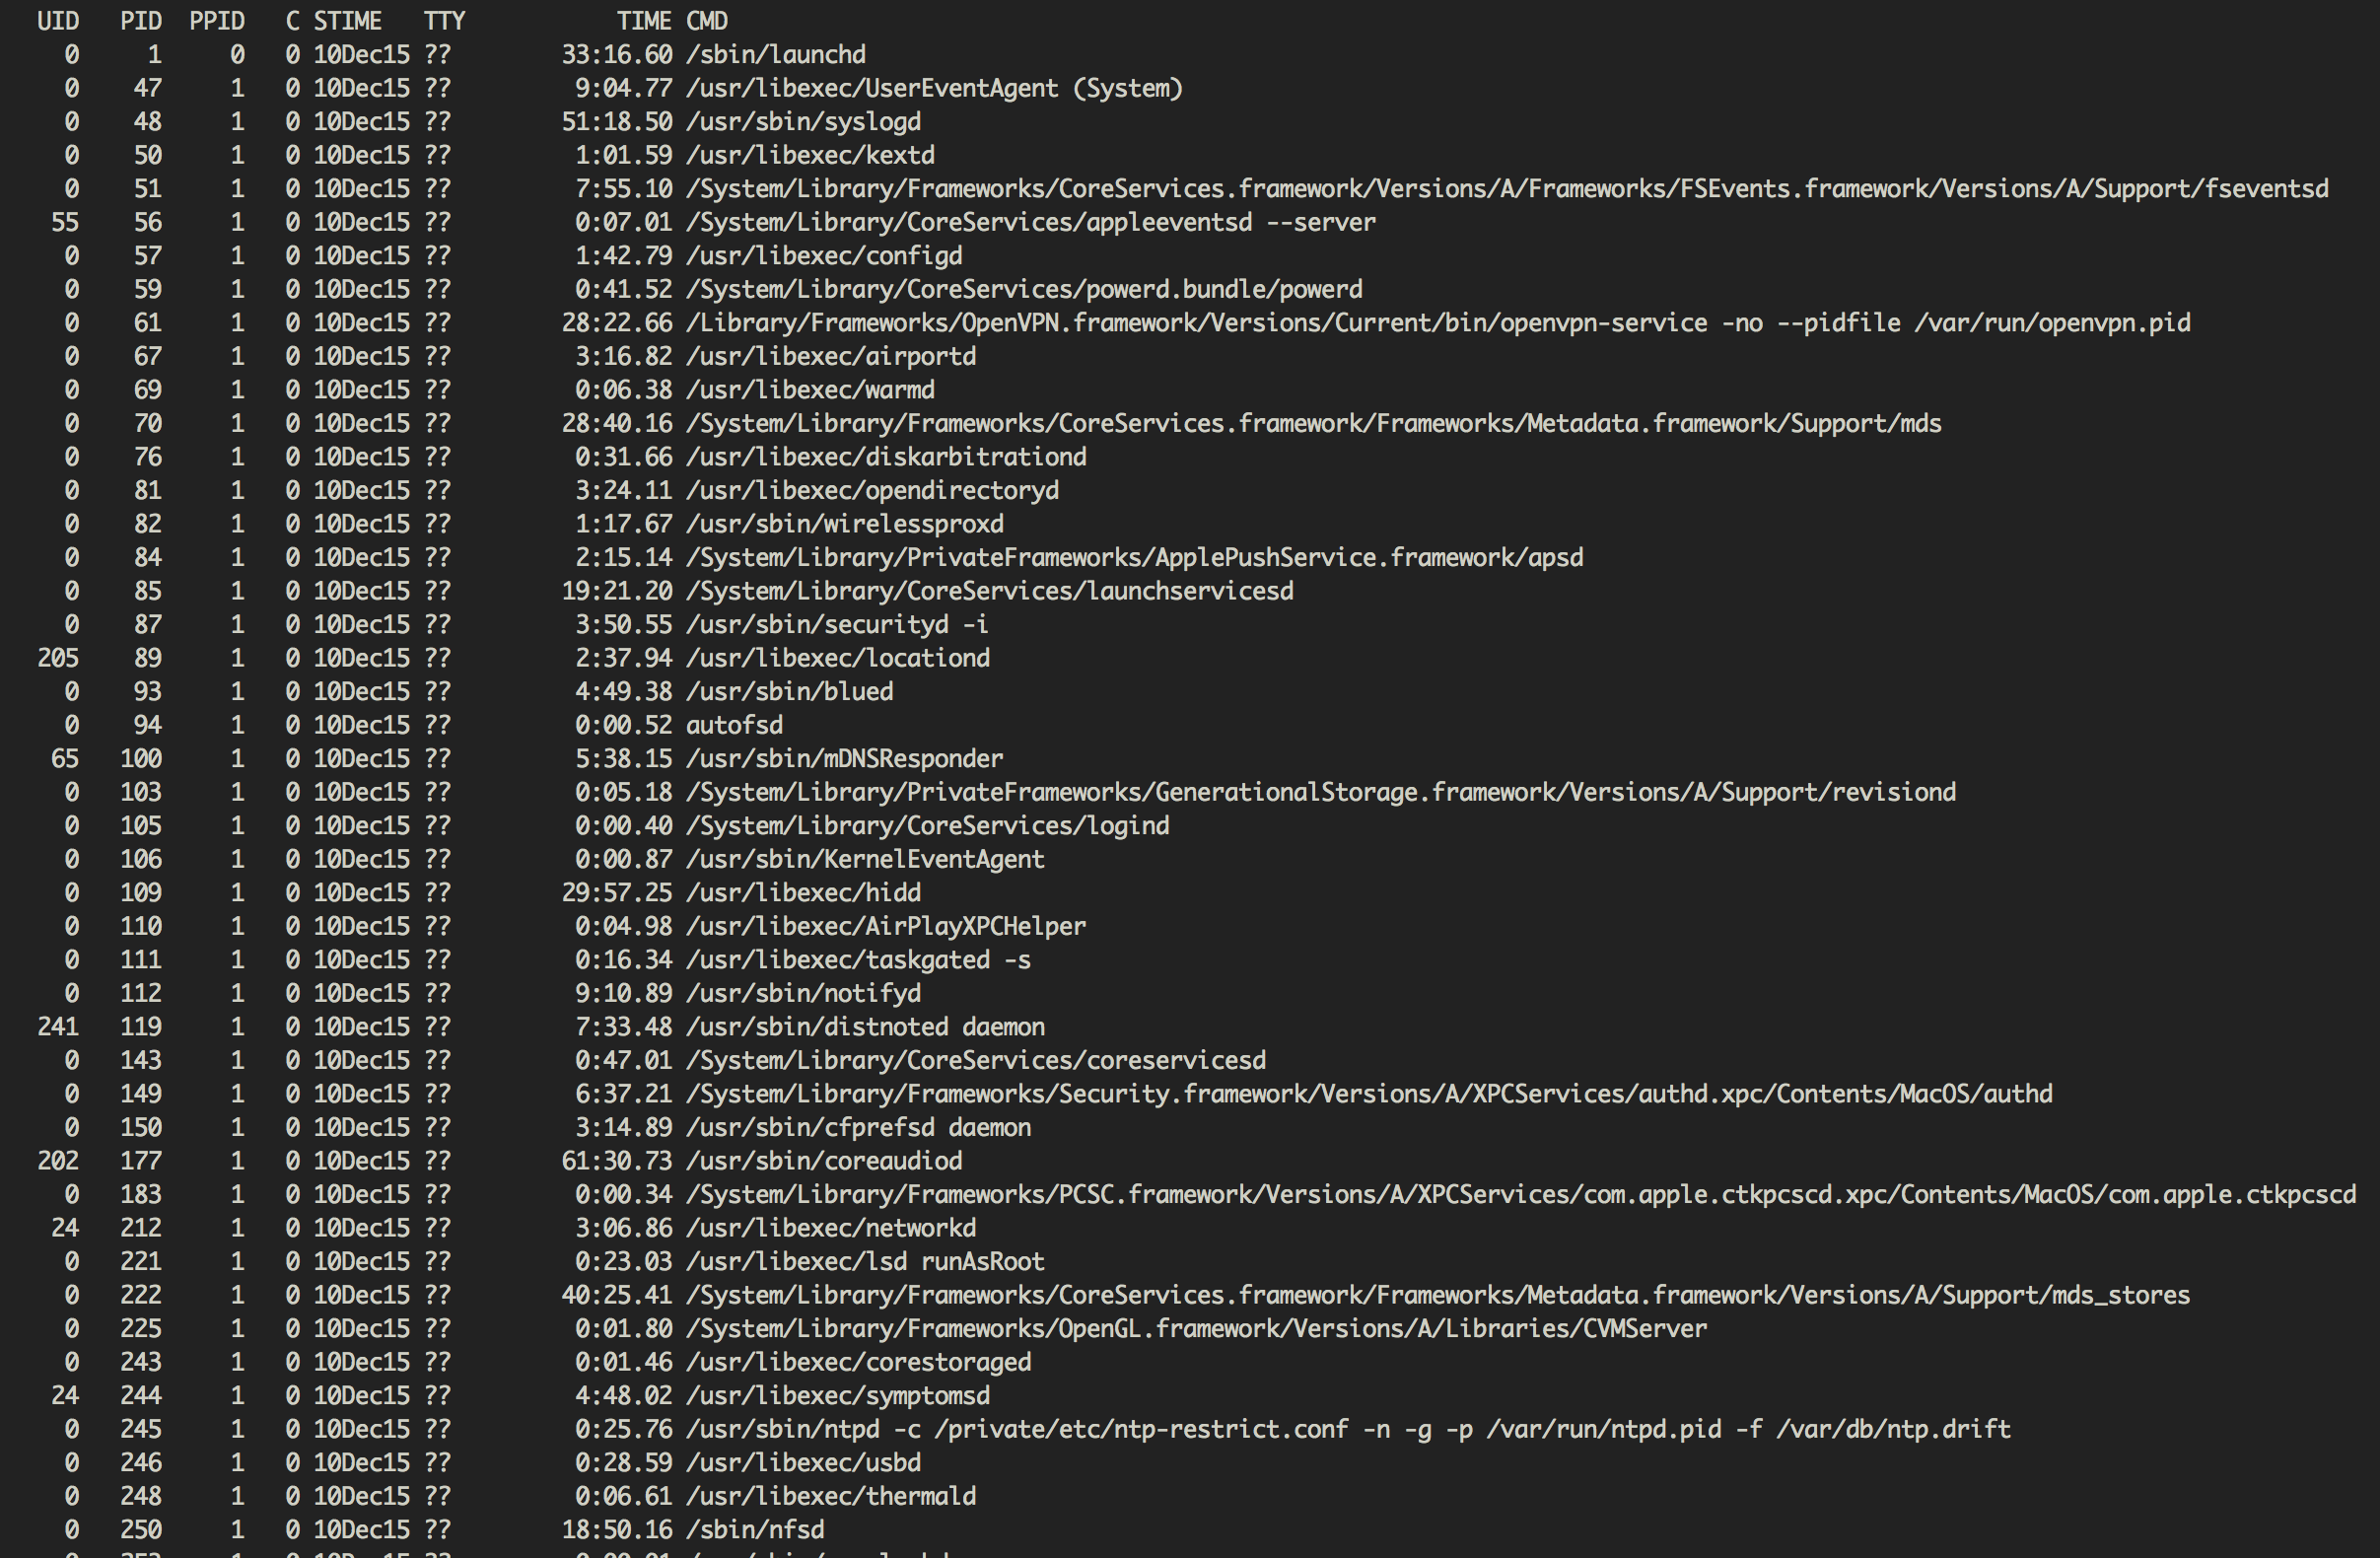 UID PID PPID C STIME TTY TIME CMD
0 1 0 0 10Dec15 ?? 33:16.60 /sbin/launchd
0 47 1 0 10Dec15 ?? 9:04.77 /usr/libexec/UserEventAgent (System)
0 48 1 0 10Dec15 ?? 51:18.50 /usr/sbin/syslogd
0 50 1 0 10Dec15 ?? 1:01.59 /usr/libexec/kextd
0 51 1 0 10Dec15 ?? 7:55.10 /System/Library/Frameworks/CoreServices.framework/Versions/A/Frameworks/FSEvents.framework/Versions/A/Support/fseventsd
55 56 1 0 10Dec15 ?? 0:07.01 /System/Library/CoreServices/appleeventsd --server
0 57 1 0 10Dec15 ?? 1:42.79 /usr/libexec/configd
0 59 1 0 10Dec15 ?? 0:41.52 /System/Library/CoreServices/powerd.bundle/powerd
0 61 1 0 10Dec15 ?? 28:22.66 /Library/Frameworks/OpenVPN.framework/Versions/Current/bin/openvpn-service -no --pidfile /var/run/openvpn.pid
0 67 1 0 10Dec15 ?? 3:16.82 /usr/libexec/airportd
0 69 1 0 10Dec15 ?? 0:06.38 /usr/libexec/warmd
0 70 1 0 10Dec15 ?? 28:40.16 /System/Library/Frameworks/CoreServices.framework/Frameworks/Metadata.framework/Support/mds
0 76 1 0 10Dec15 ?? 0:31.66 /usr/libexec/diskarbitrationd
0 81 1 0 10Dec15 ?? 3:24.11 /usr/libexec/opendirectoryd
0 82 1 0 10Dec15 ?? 1:17.67 /usr/sbin/wirelessproxd
0 84 1 0 10Dec15 ?? 2:15.14 /System/Library/PrivateFrameworks/ApplePushService.framework/apsd
0 85 1 0 10Dec15 ?? 19:21.20 /System/Library/CoreServices/launchservicesd
0 87 1 0 10Dec15 ?? 3:50.55 /usr/sbin/securityd -i
205 89 1 0 10Dec15 ?? 2:37.94 /usr/libexec/locationd
0 93 1 0 10Dec15 ?? 4:49.38 /usr/sbin/blued
0 94 1 0 10Dec15 ?? 0:00.52 autofsd
65 100 1 0 10Dec15 ?? 5:38.15 /usr/sbin/mDNSResponder
0 103 1 0 10Dec15 ?? 0:05.18 /System/Library/PrivateFrameworks/GenerationalStorage.framework/Versions/A/Support/revisiond
0 105 1 0 10Dec15 ?? 0:00.40 /System/Library/CoreServices/logind
0 106 1 0 10Dec15 ?? 0:00.87 /usr/sbin/KernelEventAgent
0 109 1 0 10Dec15 ?? 29:57.25 /usr/libexec/hidd
0 110 1 0 10Dec15 ?? 0:04.98 /usr/libexec/AirPlayXPCHelper
0 111 1 0 10Dec15 ?? 0:16.34 /usr/libexec/taskgated -s
0 112 1 0 10Dec15 ?? 9:10.89 /usr/sbin/notifyd
241 119 1 0 10Dec15 ?? 7:33.48 /usr/sbin/distnoted daemon
0 143 1 0 10Dec15 ?? 0:47.01 /System/Library/CoreServices/coreservicesd
0 149 1 0 10Dec15 ?? 6:37.21 /System/Library/Frameworks/Security.framework/Versions/A/XPCServices/authd.xpc/Contents/MacOS/authd
0 150 1 0 10Dec15 ?? 3:14.89 /usr/sbin/cfprefsd daemon
202 177 1 0 10Dec15 ?? 61:30.73 /usr/sbin/coreaudiod
0 183 1 0 10Dec15 ?? 0:00.34 /System/Library/Frameworks/PCSC.framework/Versions/A/XPCServices/com.apple.ctkpcscd.xpc/Contents/MacOS/com.apple.ctkpcscd
24 212 1 0 10Dec15 ?? 3:06.86 /usr/libexec/networkd
0 221 1 0 10Dec15 ?? 0:23.03 /usr/libexec/lsd runAsRoot
0 222 1 0 10Dec15 ?? 40:25.41 /System/Library/Frameworks/CoreServices.framework/Frameworks/Metadata.framework/Versions/A/Support/mds_stores
0 225 1 0 10Dec15 ?? 0:01.80 /System/Library/Frameworks/OpenGL.framework/Versions/A/Libraries/CVMServer
0 243 1 0 10Dec15 ?? 0:01.46 /usr/libexec/corestoraged
24 244 1 0 10Dec15 ?? 4:48.02 /usr/libexec/symptomsd
0 245 1 0 10Dec15 ?? 0:25.76 /usr/sbin/ntpd -c /private/etc/ntp-restrict.conf -n -g -p /var/run/ntpd.pid -f /var/db/ntp.drift
0 246 1 0 10Dec15 ?? 0:28.59 /usr/libexec/usbd
0 248 1 0 10Dec15 ?? 0:06.61 /usr/libexec/thermald
0 250 1 0 10Dec15 ?? 18:50.16 /sbin/nfsd